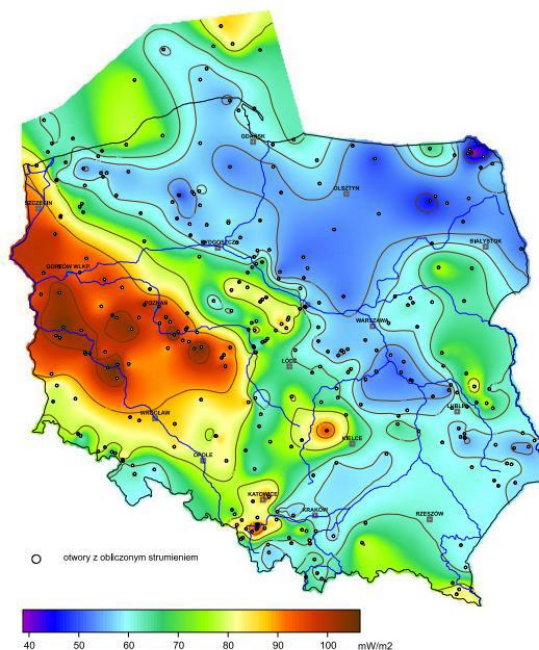 GDAŃSK
SZCZECIN
OLSZTYN
BYDGOSZCZ
BIAŁYSTOK
GORZÓW WLKP.
POZNAŃ
WARSZAWA
ŁÓDŹ
LUBLIN
WROCŁAW
KIELCE
OPOLE
KATOWICE
KRAKÓW
RZESZÓW
otwory z obliczonym strumieniem
40 50 60 70 80 90 100 mW/m2